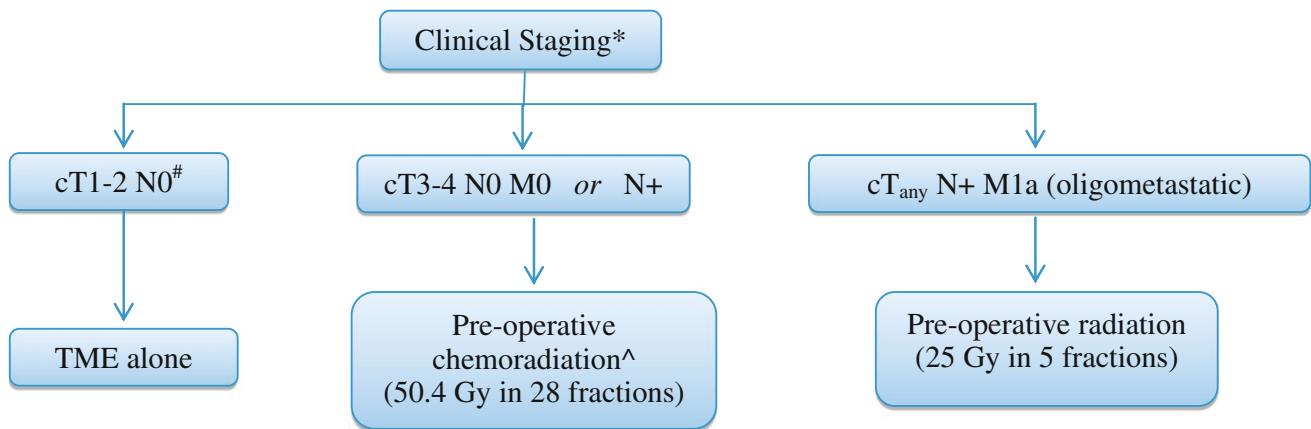 Clinical Staging*
cT1-2 N0#
cT3-4 N0 M0 or N+
cTany N+ M1a (oligometastatic)
TME alone
Pre-operative
chemoradiation^
(50.4 Gy in 28 fractions)
Pre-operative radiation
(25 Gy in 5 fractions)